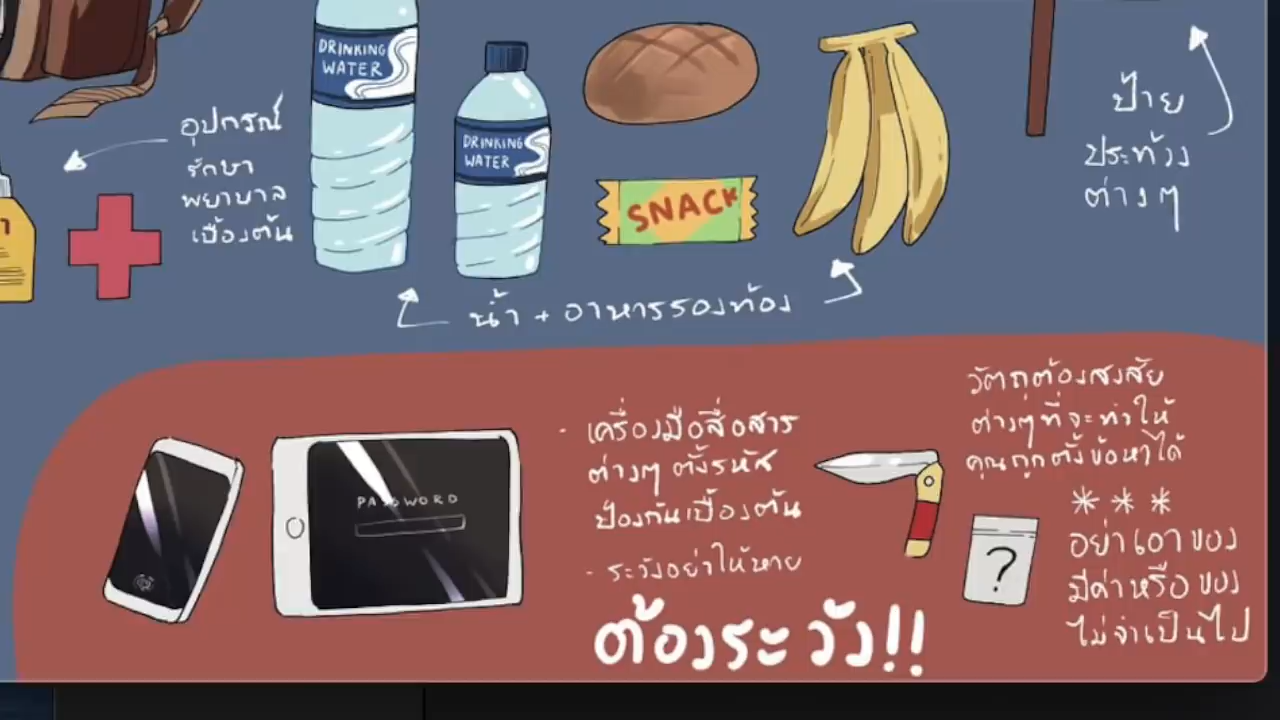 DRINKING
WATER
DRINKING
WATER
SNACK
อุปกรณ์
รักษา
พยาบาล
เบื้องต้น
ป้าย
ประท้วง
ต่างๆ
น้ำ + อาหารรองท้อง
PASSWORD
- เครื่องมือสื่อสาร
ต่างๆ ตั้งรหัส
ป้องกันเบื้องต้น
- ระวังอย่าให้หาย
ต้องระวัง!!
วัตถุต้องสงสัย
ต่างๆที่จะทำให้
คุณถูกตั้งข้อหาได้
?
***
อย่าเอาของ
มีค่าหรือของ
ไม่จำเป็นไป